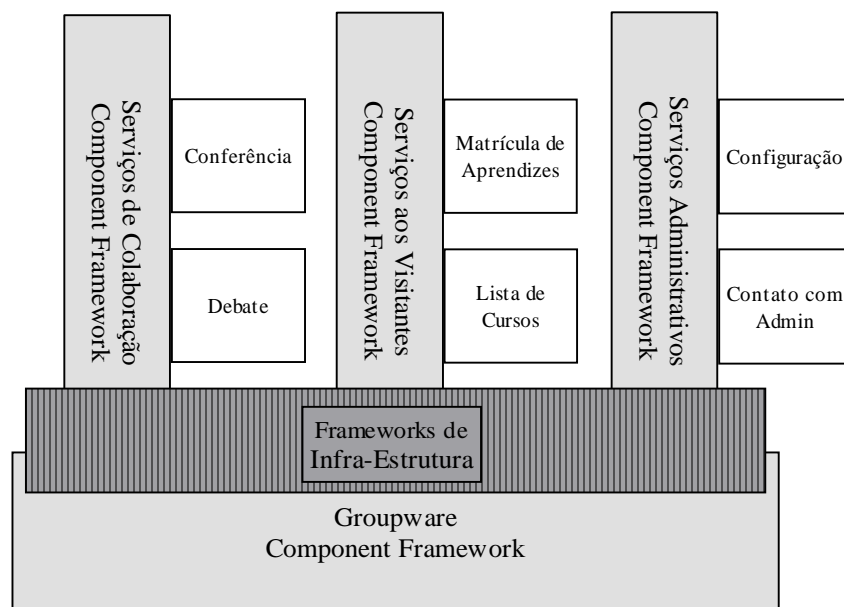 Serviços de Colaboração
Component Framework
Conferência
Debate
Serviços aos Visitantes
Component Framework
Matrícula de
Aprendizes
Lista de
Cursos
Serviços Administrativos
Component Framework
Configuração
Contato com
Admin
Frameworks de
Infra-Estrutura
Groupware
Component Framework